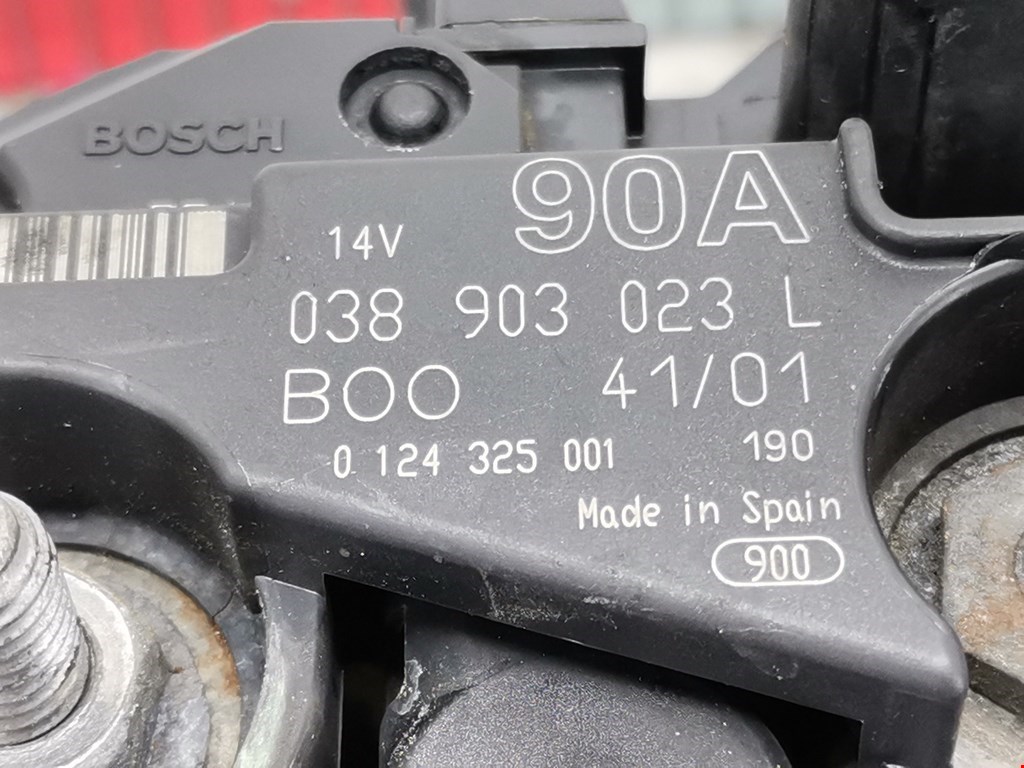 BOSCH
90A
14V
038 903 023 L
BOO 41/01
0 124 325 001 190
Made in Spain
900